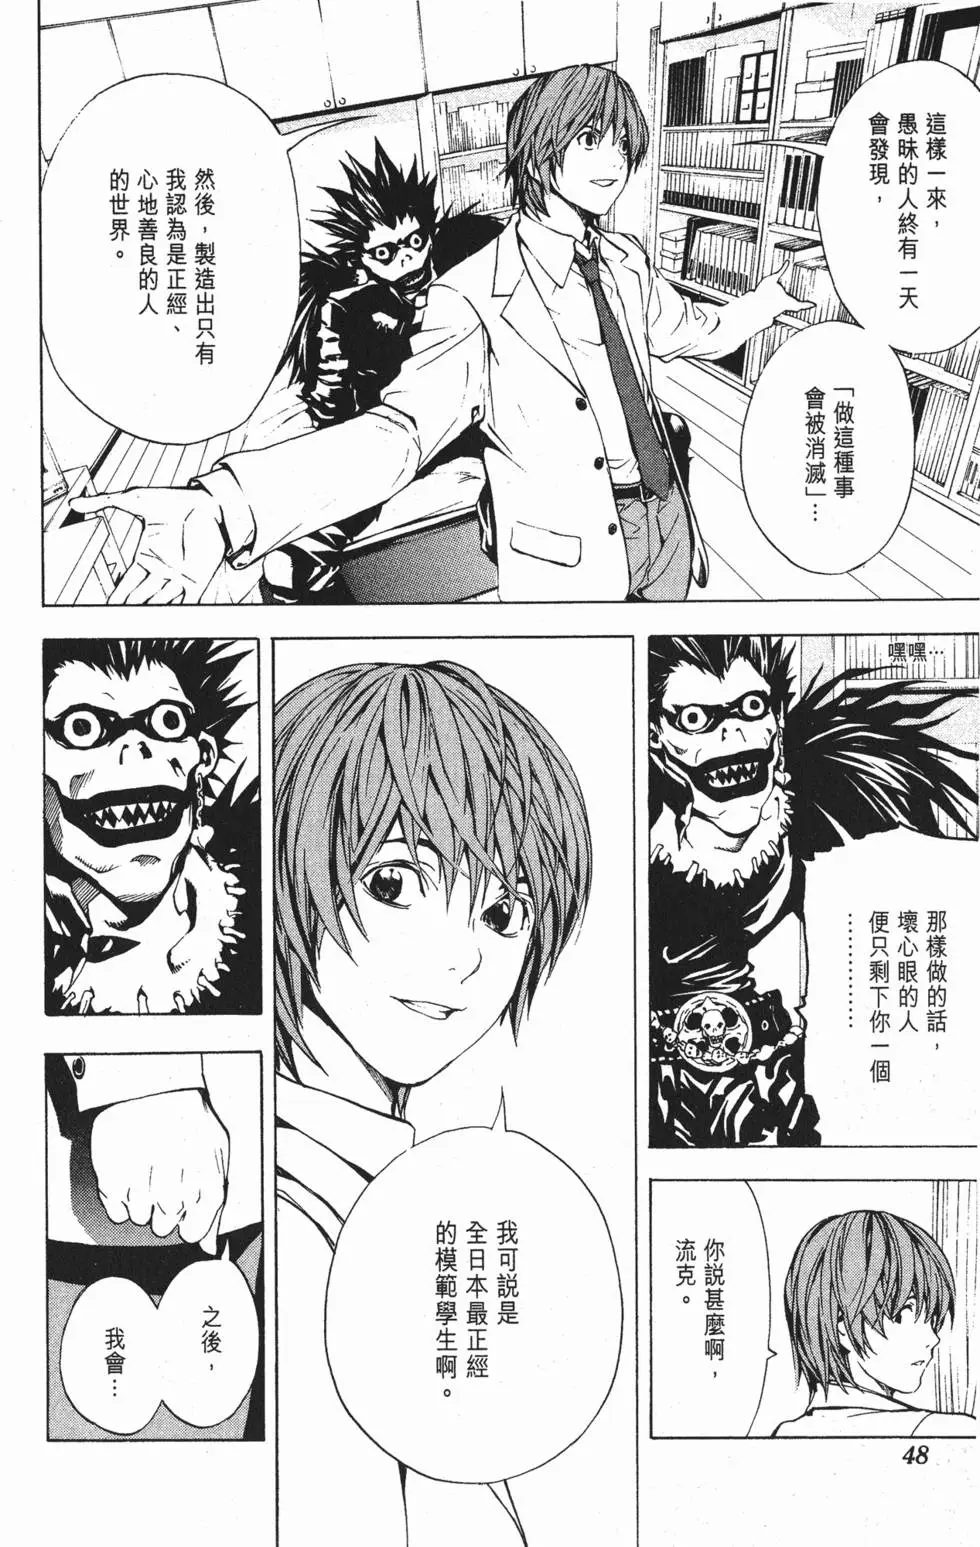 這樣一來，
愚昧的人終有一天
會發現，
「做這種事
會被消滅」…
然後，製造出只有
我認為是正經、
心地善良的人
的世界。
嘿嘿…
那樣做的話，
壞心眼的人
便只剩下你一個
……………
你說甚麼啊，
流克。
我可說是
全日本最正經
的模範學生啊。
之後，
我會…
48